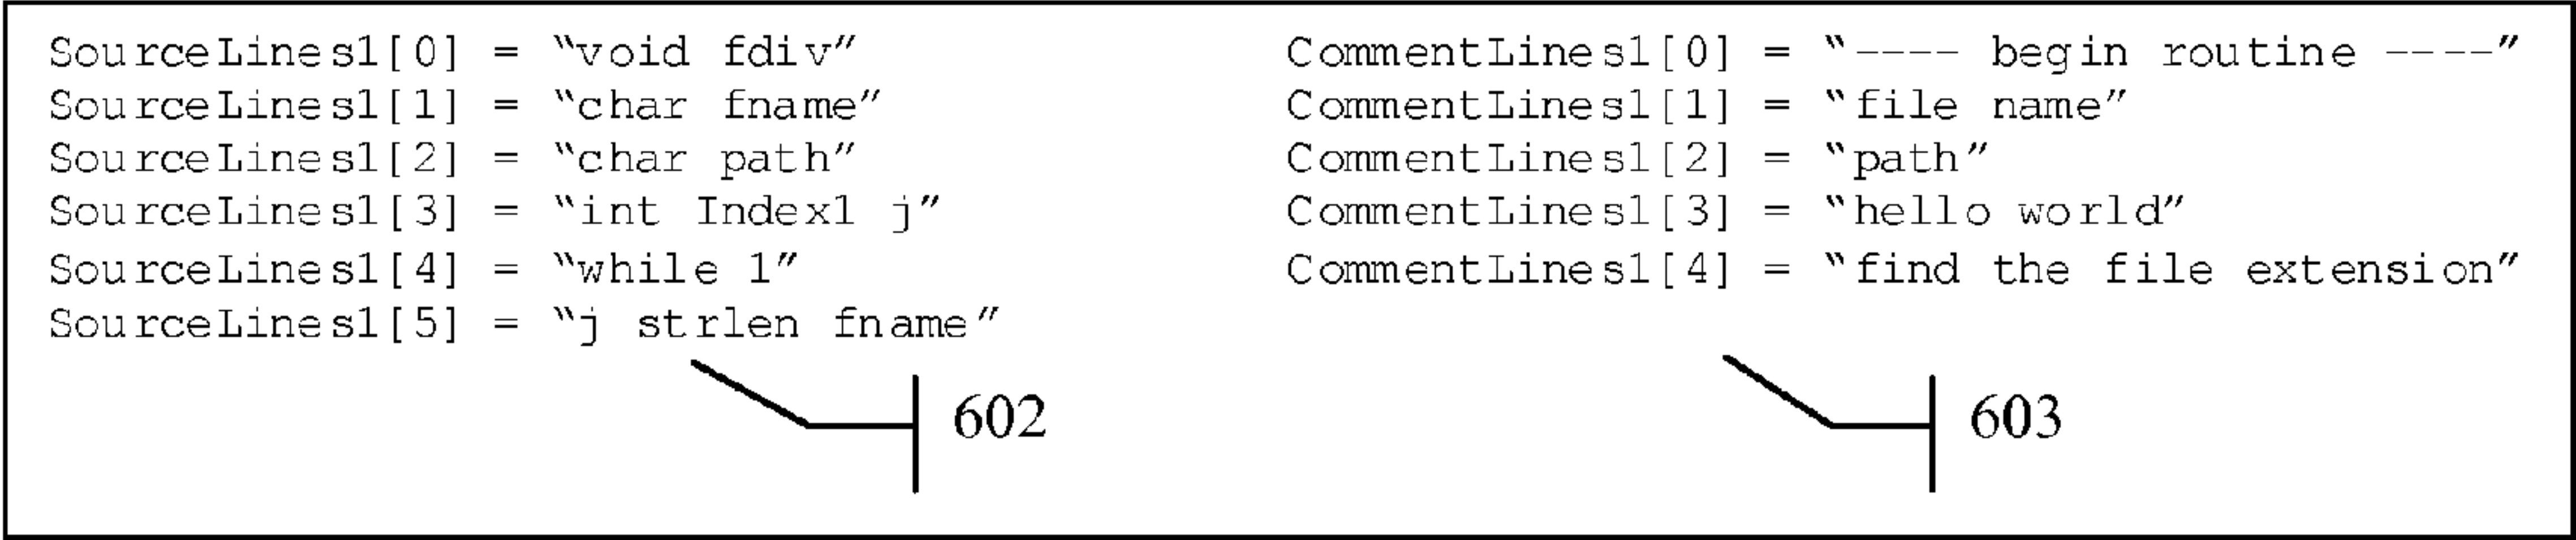 SourceLines1[0] = "void fdiv"
SourceLines1[1] = "char fname"
SourceLines1[2] = "char path"
SourceLines1[3] = "int Index1 j"
SourceLines1[4] = "while 1"
SourceLines1[5] = "j strlen fname"
602
CommentLines1[0] = "---- begin routine ----"
CommentLines1[1] = "file name"
CommentLines1[2] = "path"
CommentLines1[3] = "hello world"
CommentLines1[4] = "find the file extension"
603